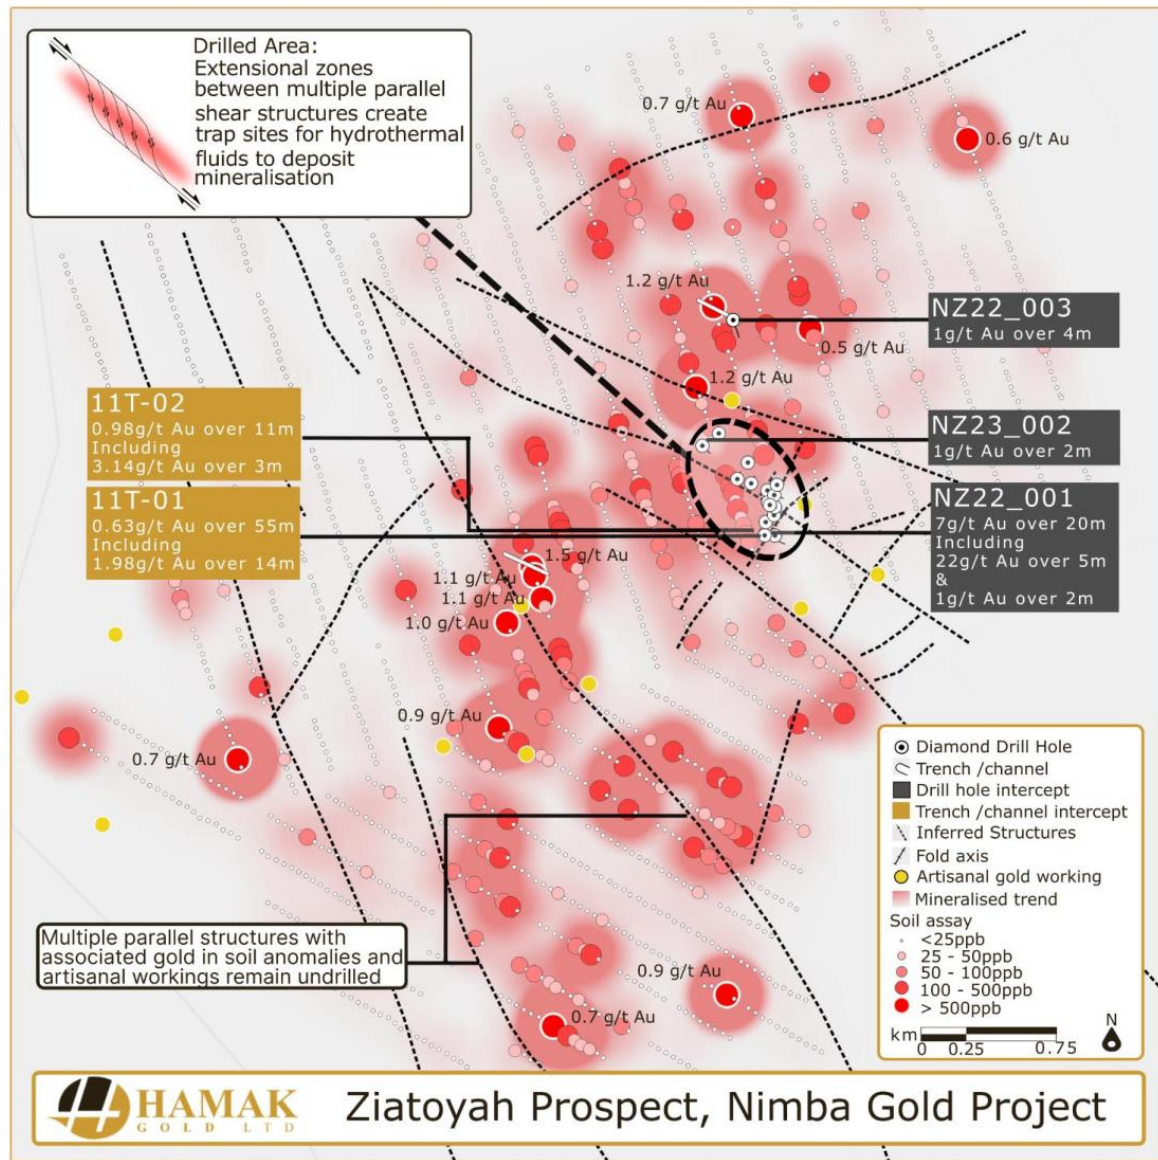 Drilled Area:
Extensional zones
between multiple parallel
shear structures create
trap sites for hydrothermal
fluids to deposit
mineralisation
0.7 g/t Au
0.6 g/t Au
1.2 g/t Au
NZ22_003
1g/t Au over 4m
0.5 g/t Au
1.2 g/t Au
11T-02
0.98g/t Au over 11m
Including
3.14g/t Au over 3m
NZ23_002
1g/t Au over 2m
11T-01
0.63g/t Au over 55m
Including
1.98g/t Au over 14m
NZ22_001
7g/t Au over 20m
Including
22g/t Au over 5m
&
1g/t Au over 2m
1.5 g/t Au
1.1 g/t Au
1.1 g/t Au
1.0 g/t Au
0.9 g/t Au
0.7 g/t Au
Multiple parallel structures with
associated gold in soil anomalies and
artisanal workings remain undrilled
0.9 g/t Au
0.7 g/t Au
Diamond Drill Hole
Trench /channel
Drill hole intercept
Trench /channel intercept
Inferred Structures
Fold axis
Artisanal gold working
Mineralised trend
Soil assay
<25ppb
25 - 50ppb
50 - 100ppb
100 - 500ppb
> 500ppb
km
0 0.25 0.75
N
HAMAK
GOLD LTD
Ziatoyah Prospect, Nimba Gold Project